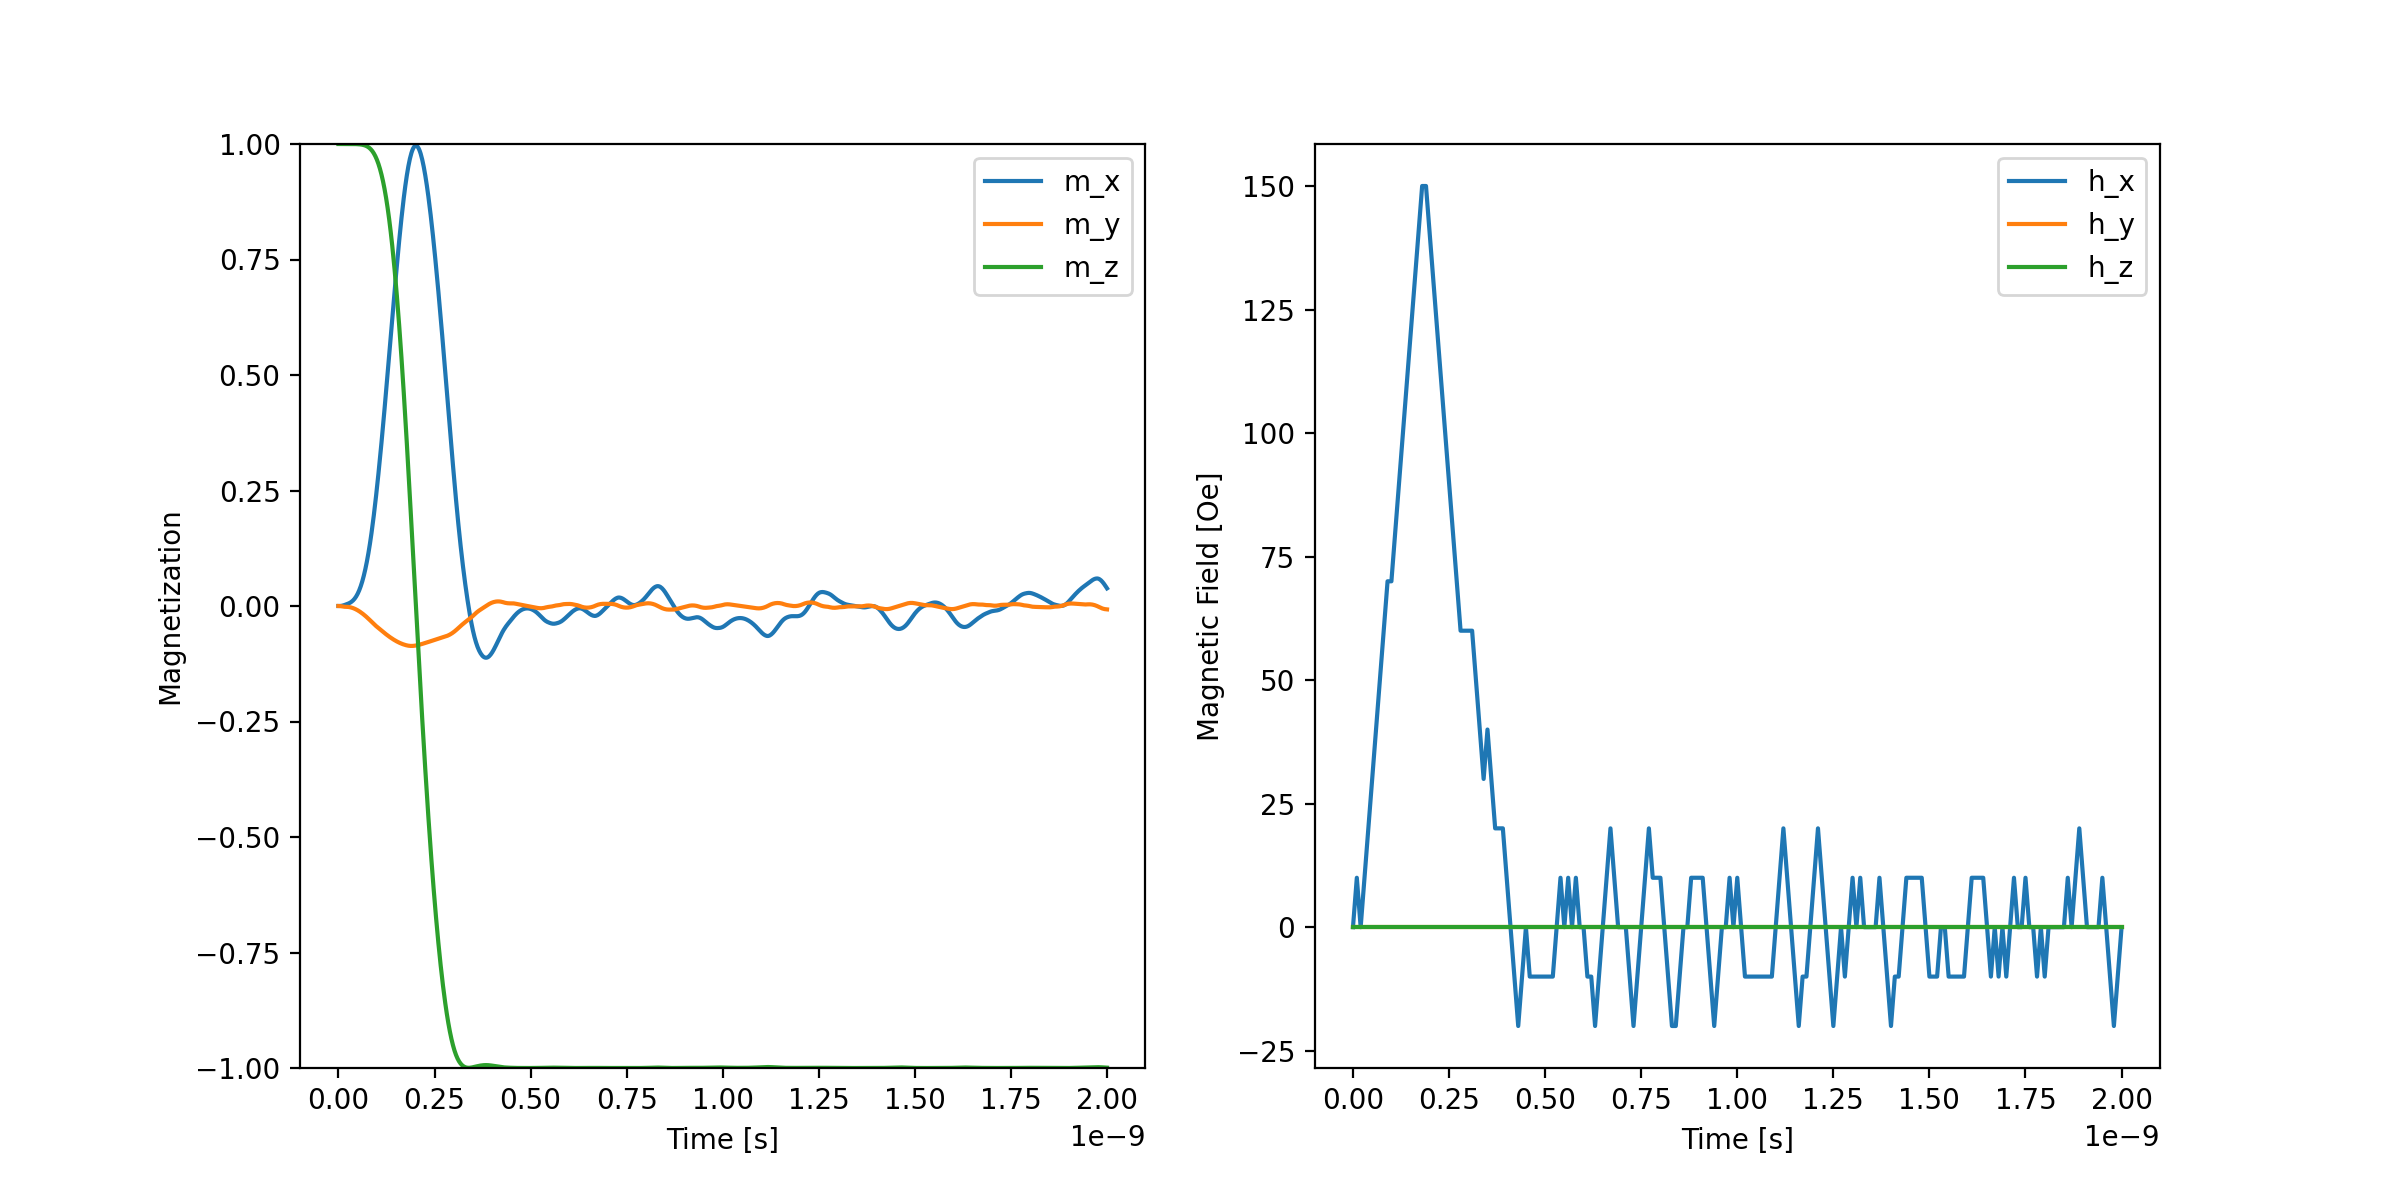 1.00
0.75
0.50
0.25
0.00
−0.25
−0.50
−0.75
−1.00
Magnetization
m_x
m_y
m_z
0.00 0.25 0.50 0.75 1.00 1.25 1.50 1.75 2.00
Time [s]
1e−9
150
125
100
75
50
25
0
−25
Magnetic Field [Oe]
h_x
h_y
h_z
0.00 0.25 0.50 0.75 1.00 1.25 1.50 1.75 2.00
Time [s]
1e−9